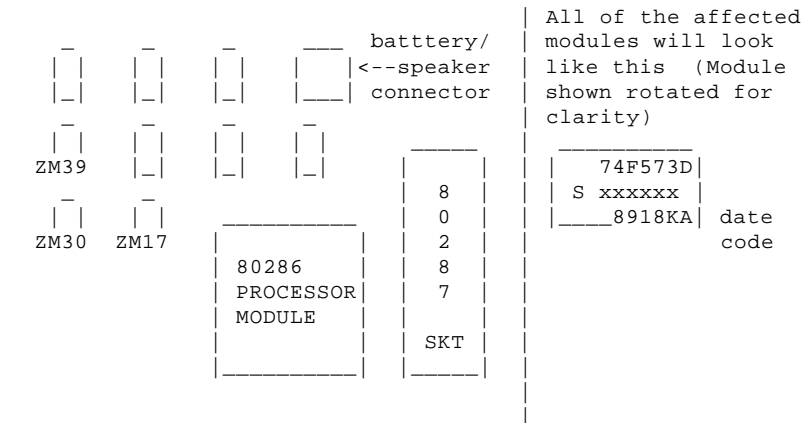 All of the affected
batttery/ modules will look
<--speaker like this (Module
connector shown rotated for
clarity)
74F573D
ZM39
8 S xxxxxx
0 8918KA date
ZM30 ZM17 2 code
80286 8
PROCESSOR 7
MODULE
SKT